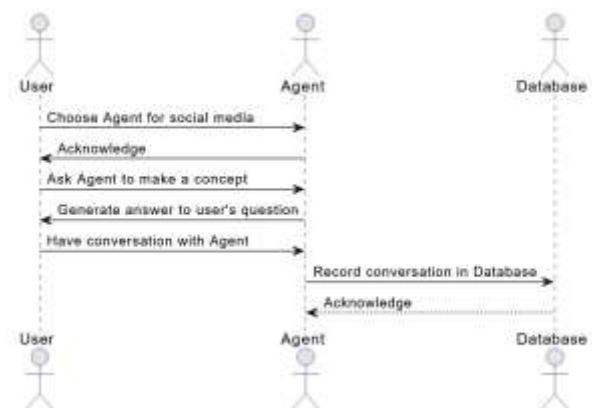 User Agent Database
Choose Agent for social media
Acknowledge
Ask Agent to make a concept
Generate answer to user's question
Have conversation with Agent
Record conversation in Database
Acknowledge
User Agent Database